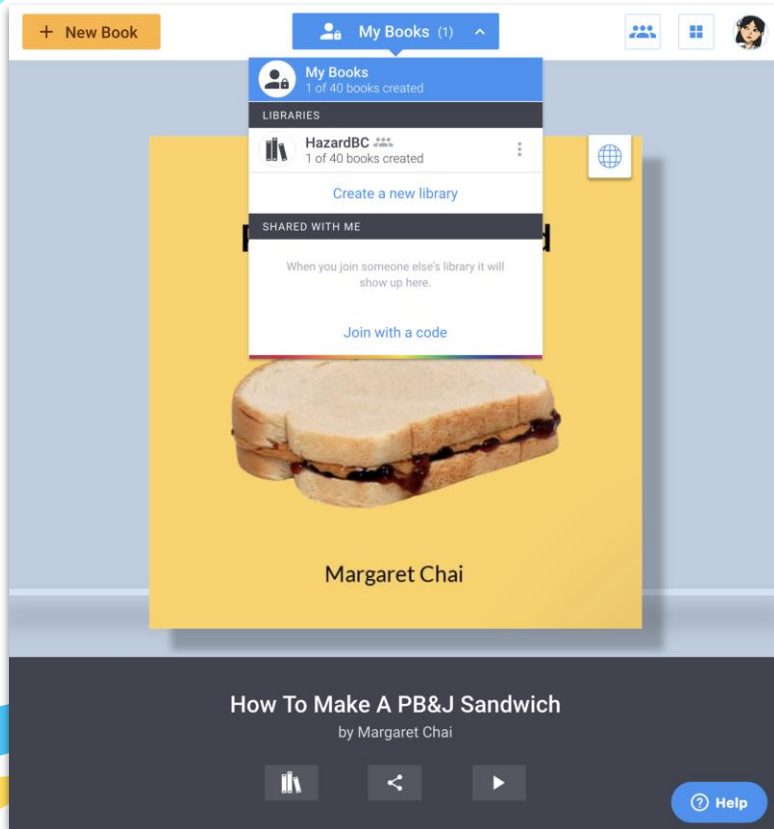 + New Book
My Books (1)
My Books
1 of 40 books created
LIBRARIES
HazardBC
1 of 40 books created
Create a new library
SHARED WITH ME
When you join someone else's library it will
show up here.
Join with a code
Margaret Chai
How To Make A PB&J Sandwich
by Margaret Chai
Help